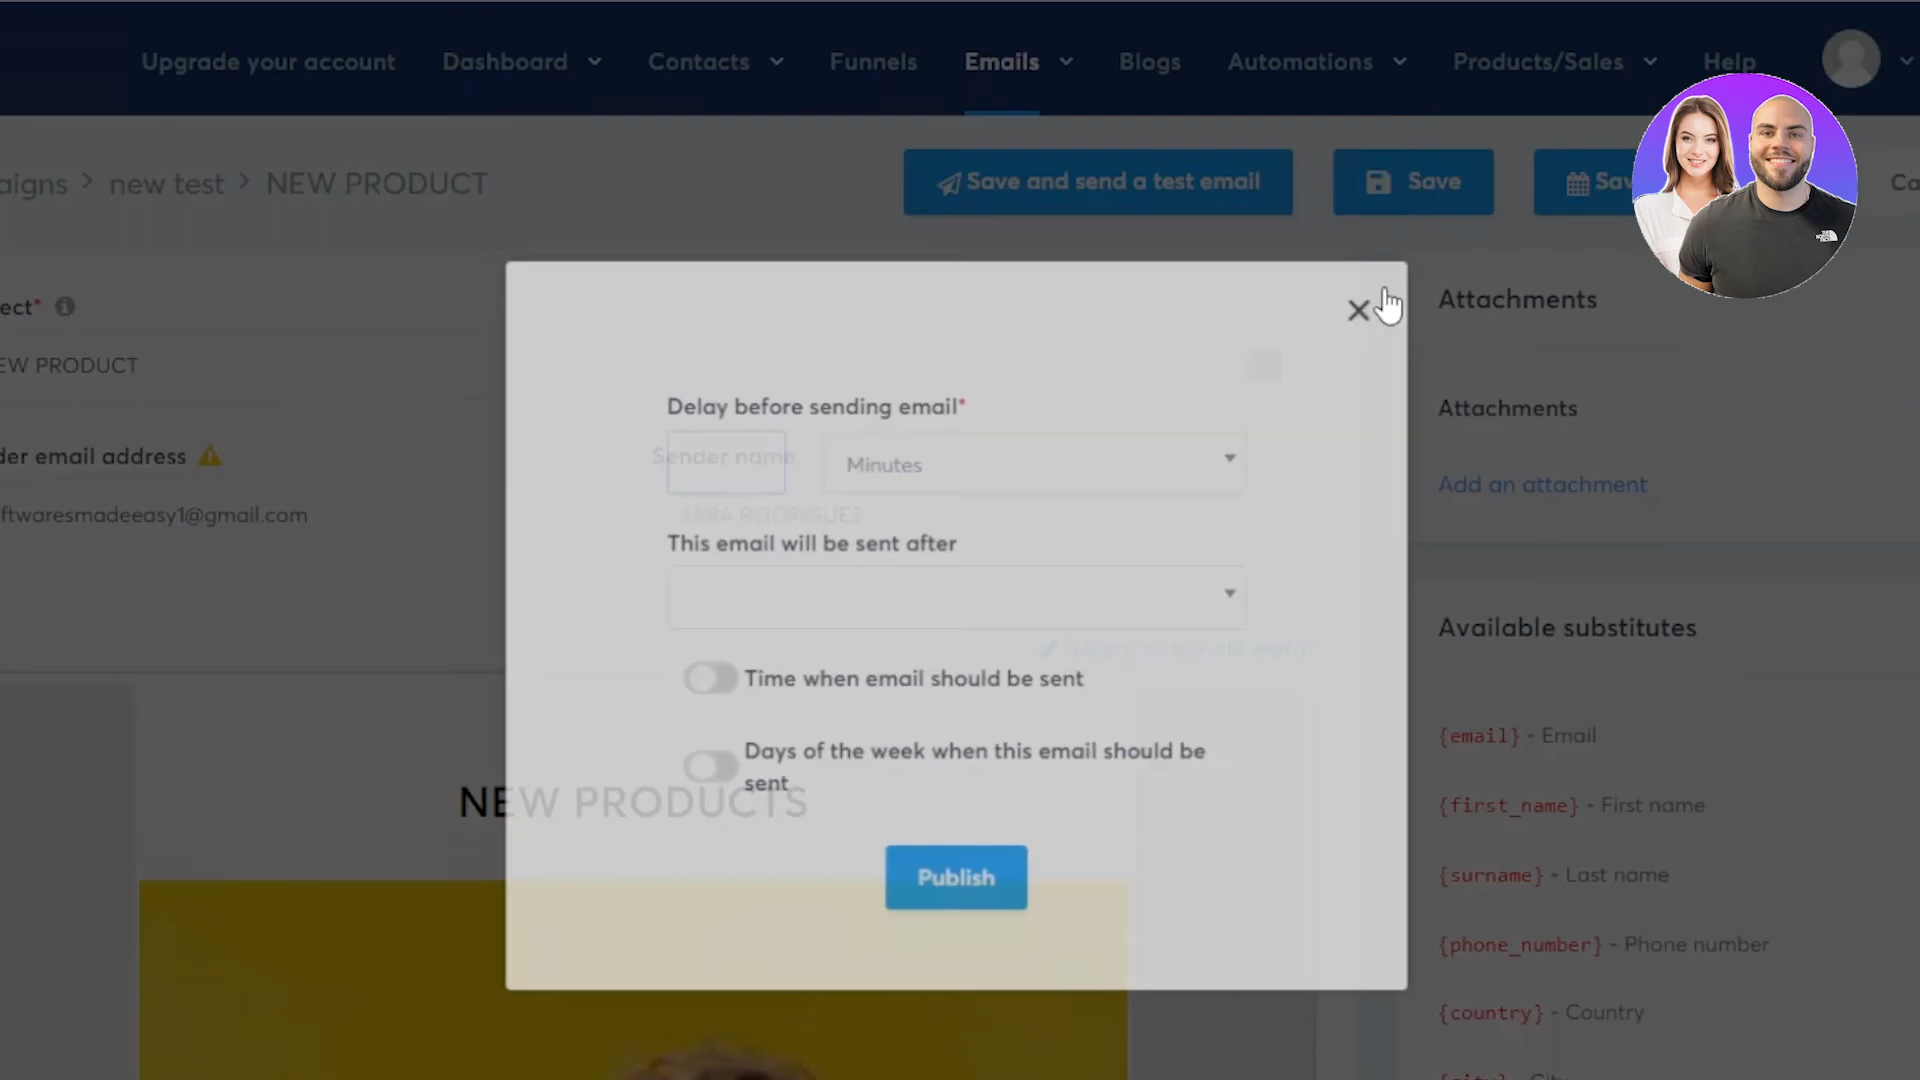 Upgrade your account Dashboard Contacts Funnels Emails Blogs Automations Products/Sales Help
aigns > new test > NEW PRODUCT
Save and send a test email
Save
Sav
Ca
ect*
EW PRODUCT
der email address
ftwaresmadeeasy1@gmail.com
Delay before sending email*
Sender name
Minutes
This email will be sent after
Time when email should be sent
Days of the week when this email should be
sent
NEW PRODUCTS
Publish
Attachments
Attachments
Add an attachment
Available substitutes
{email} - Email
{first_name} - First name
{surname} - Last name
{phone_number} - Phone number
{country} - Country